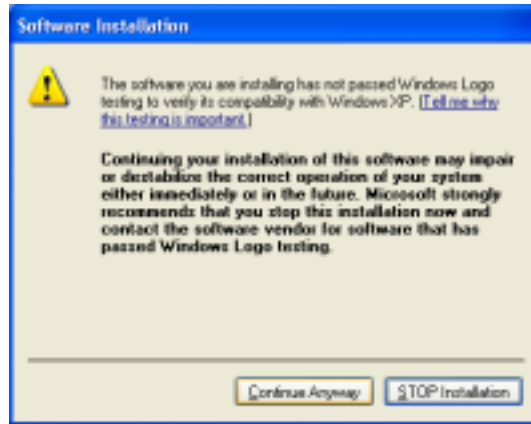 Software Installation
The software you are installing has not passed Windows Logo
testing to verify its compatibility with Windows XP. (Tell me why
this testing is important.)
Continuing your installation of this software may impair
or destabilize the correct operation of your system
either immediately or in the future. Microsoft strongly
recommends that you stop this installation now and
contact the software vendor for software that has
passed Windows Logo testing.
Continue Anyway STOP Installation